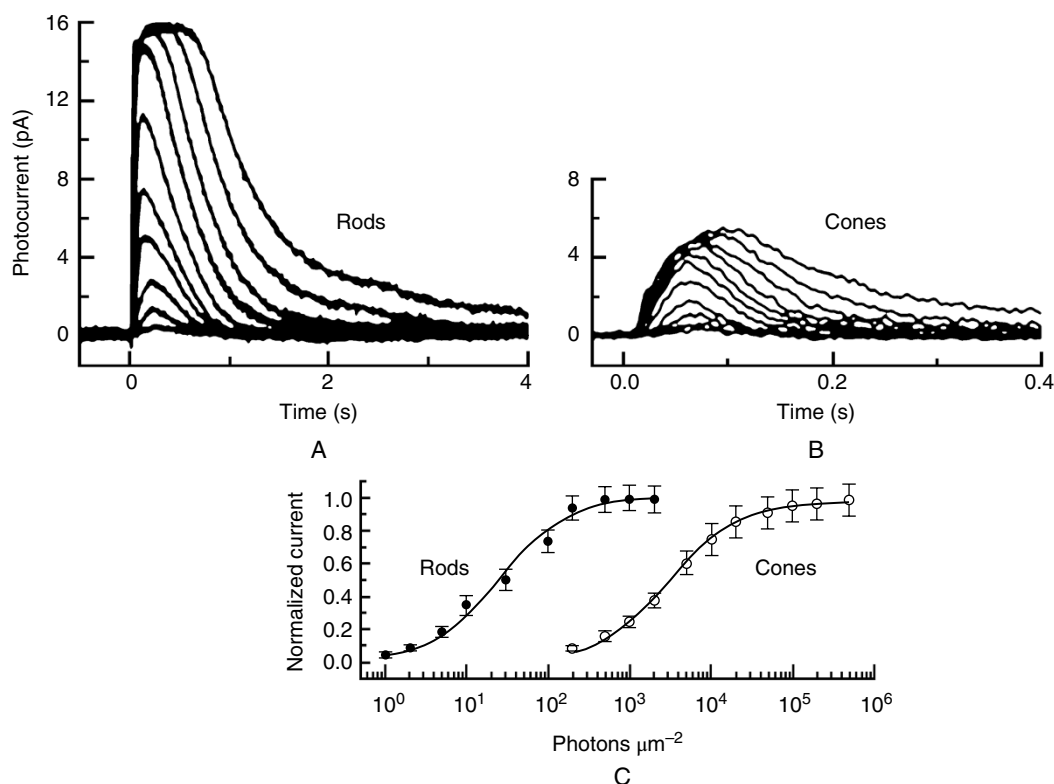 16
12
8
4
0
Photocurrent (pA)
Rods
0
2
4
Time (s)
A
8
4
0
Cones
0.0
0.2
0.4
Time (s)
B
1.0
0.8
0.6
0.4
0.2
0.0
Normalized current
Rods
Cones
10⁰
10¹
10²
10³
10⁴
10⁵
10⁶
Photons μm⁻²
C